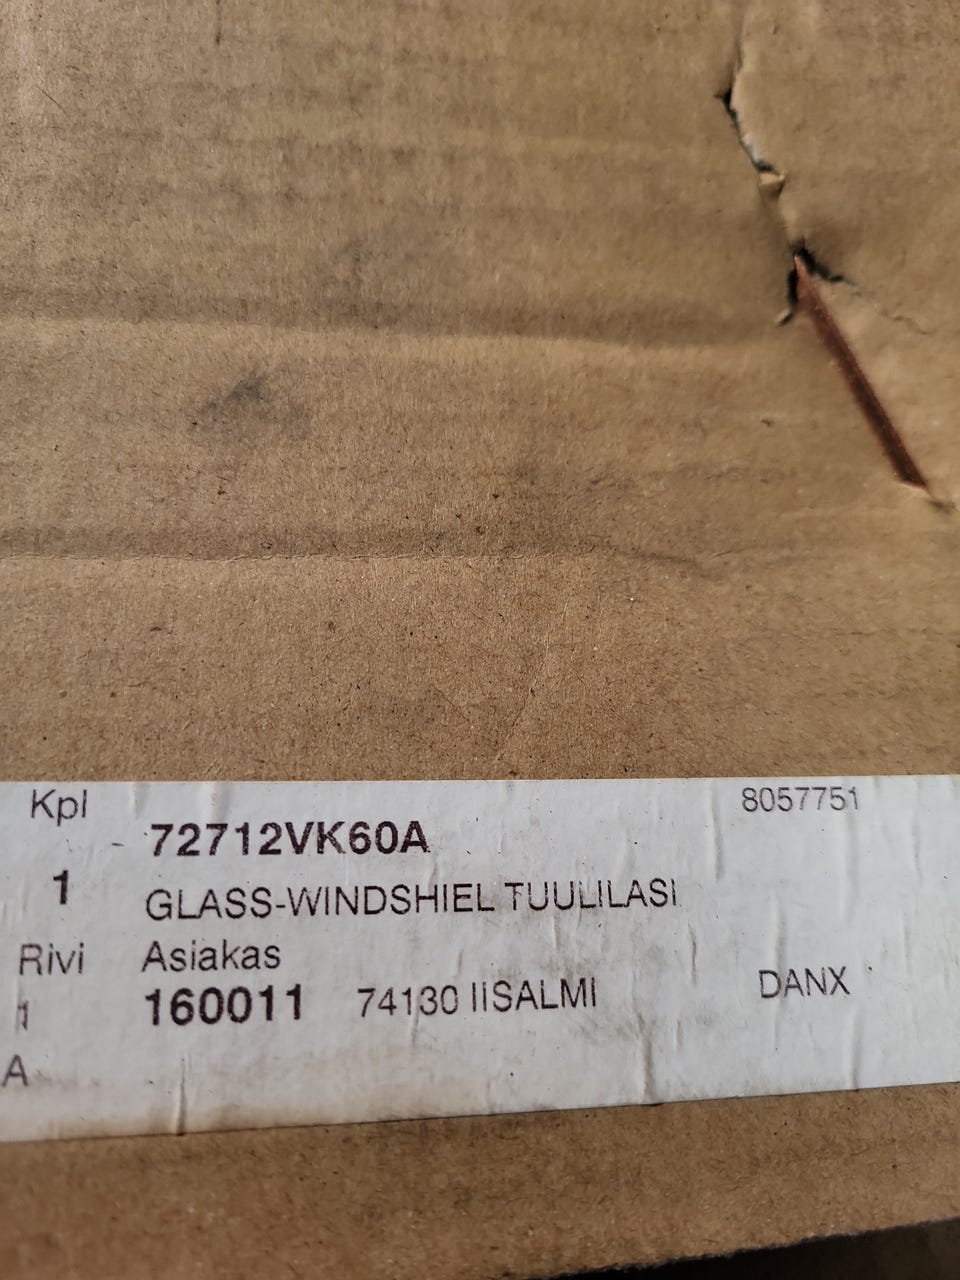 Kpl 8057751
72712VK60A
1
GLASS-WINDSHIEL TUULILASI
Rivi Asiakas
1 160011 74130 IISALMI DANX
A